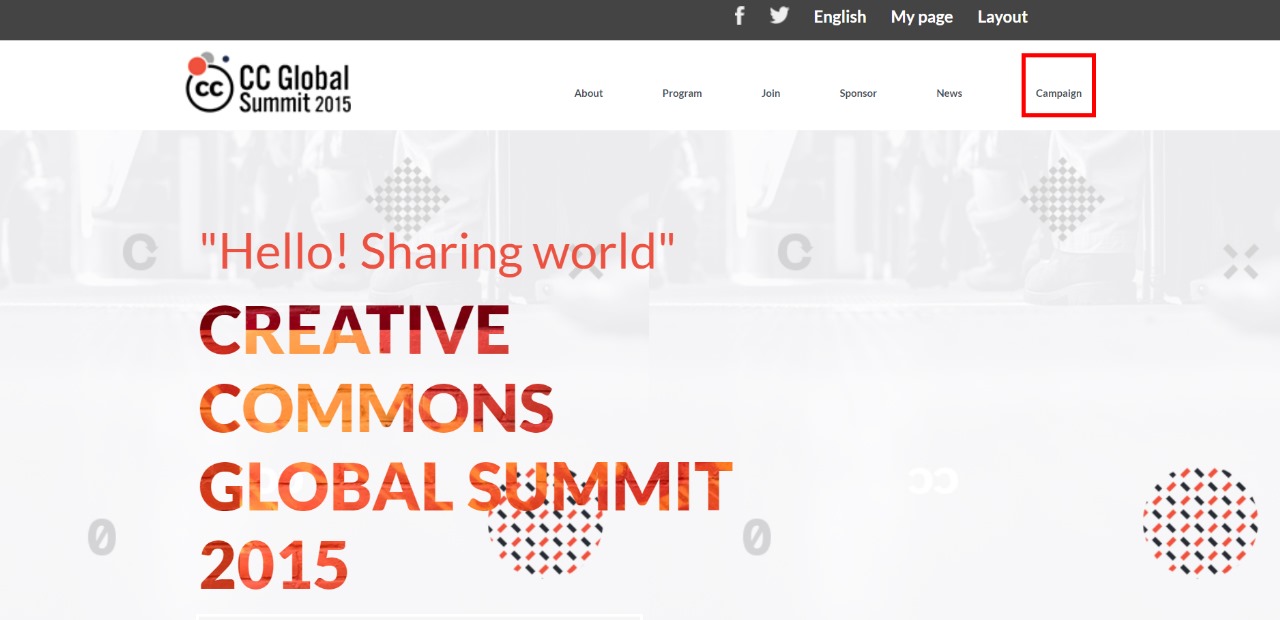 English My page Layout
cc CC Global
Summit 2015
About Program Join Sponsor News Campaign
"Hello! Sharing world"
CREATIVE
COMMONS
GLOBAL SUMMIT
2015